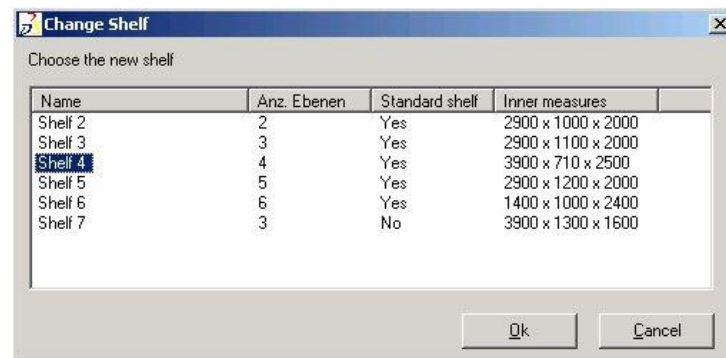 Change Shelf
Choose the new shelf
Name Anz. Ebenen Standard shelf Inner measures
Shelf 2 2 Yes 2900 x 1000 x 2000
Shelf 3 3 Yes 2900 x 1100 x 2000
Shelf 4 4 Yes 3900 x 710 x 2500
Shelf 5 5 Yes 2900 x 1200 x 2000
Shelf 6 6 Yes 1400 x 1000 x 2400
Shelf 7 3 No 3900 x 1300 x 1600
Ok Cancel